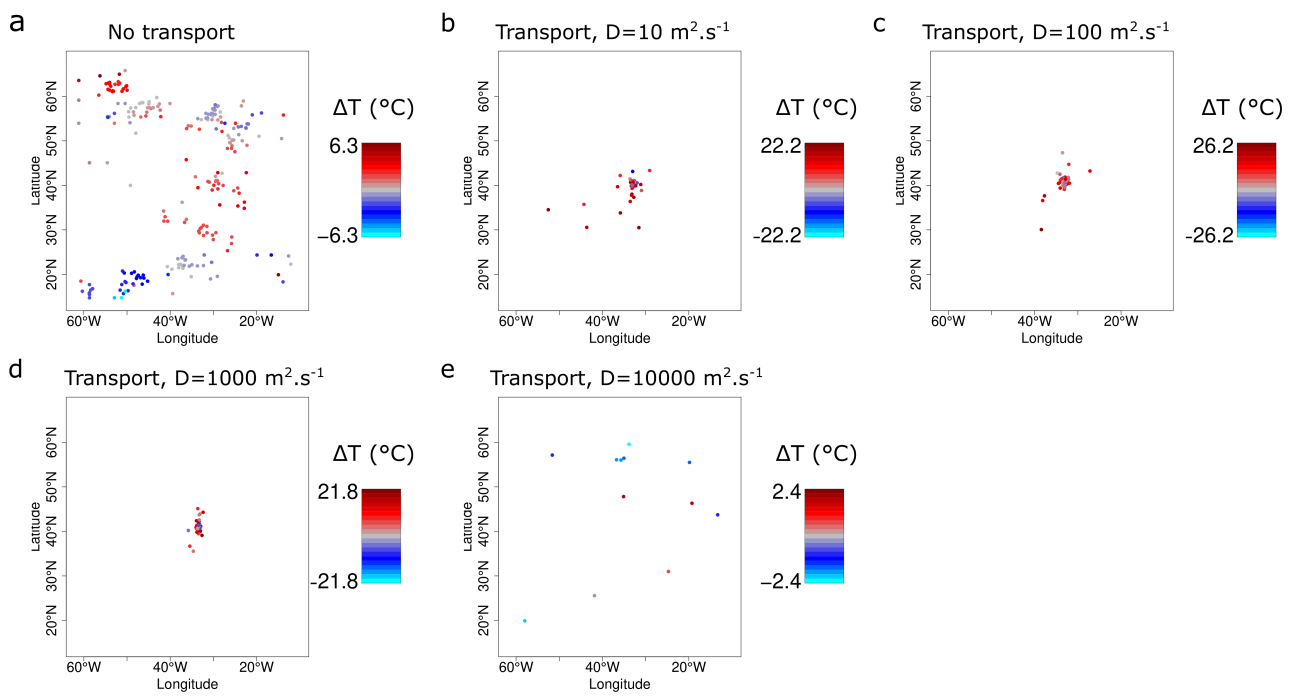 a
No transport
ΔT (°C)
6.3
−6.3
60°N
50°N
40°N
30°N
20°N
Latitude
60°W
40°W
20°W
Longitude
b
Transport, D=10 m².s⁻¹
ΔT (°C)
22.2
-22.2
60°N
50°N
40°N
30°N
20°N
Latitude
60°W
40°W
20°W
Longitude
c
Transport, D=100 m².s⁻¹
ΔT (°C)
26.2
-26.2
60°N
50°N
40°N
30°N
20°N
Latitude
60°W
40°W
20°W
Longitude
d
Transport, D=1000 m².s⁻¹
ΔT (°C)
21.8
-21.8
60°N
50°N
40°N
30°N
20°N
Latitude
60°W
40°W
20°W
Longitude
e
Transport, D=10000 m².s⁻¹
ΔT (°C)
2.4
−2.4
60°N
50°N
40°N
30°N
20°N
Latitude
60°W
40°W
20°W
Longitude